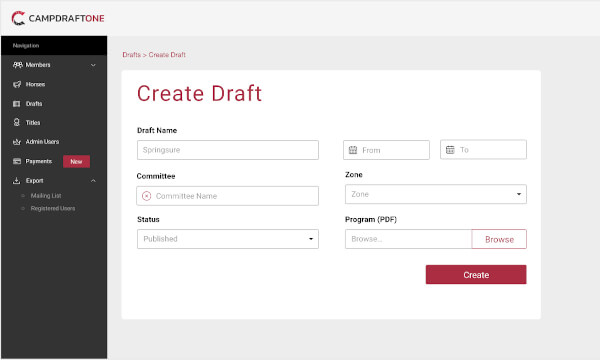 CAMPDRAFTONE
Navigation
Members
Horses
Drafts
Titles
Admin Users
Payments New
Export
Mailing List
Registered Users
Drafts > Create Draft
Create Draft
Draft Name
Springsure
From
To
Committee
Committee Name
Zone
Zone
Status
Published
Program (PDF)
Browse... Browse
Create